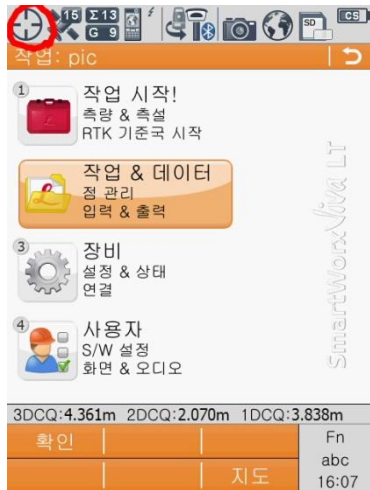 15 Σ13
G 9
SD CS
작업: pic
1 작업 시작!
측량 & 측설
RTK 기준국 시작
작업 & 데이터
점 관리
입력 & 출력
3 장비
설정 & 상태
연결
4 사용자
S/W 설정
화면 & 오디오
SmartWorx Viva LT
3DCQ:4.361m 2DCQ:2.070m 1DCQ:3.838m
확인 Fn
abc
지도 16:07